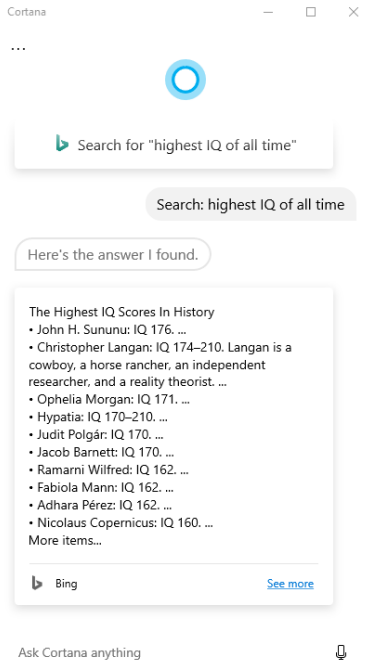 Cortana
...
Search for "highest IQ of all time"
Search: highest IQ of all time
Here's the answer I found.
The Highest IQ Scores In History
• John H. Sununu: IQ 176. ...
• Christopher Langan: IQ 174–210. Langan is a
cowboy, a horse rancher, an independent
researcher, and a reality theorist. ...
• Ophelia Morgan: IQ 171. ...
• Hypatia: IQ 170–210. ...
• Judit Polgár: IQ 170. ...
• Jacob Barnett: IQ 170. ...
• Ramarni Wilfred: IQ 162. ...
• Fabiola Mann: IQ 162. ...
• Adhara Pérez: IQ 162. ...
• Nicolaus Copernicus: IQ 160. ...
More items...
Bing See more
Ask Cortana anything